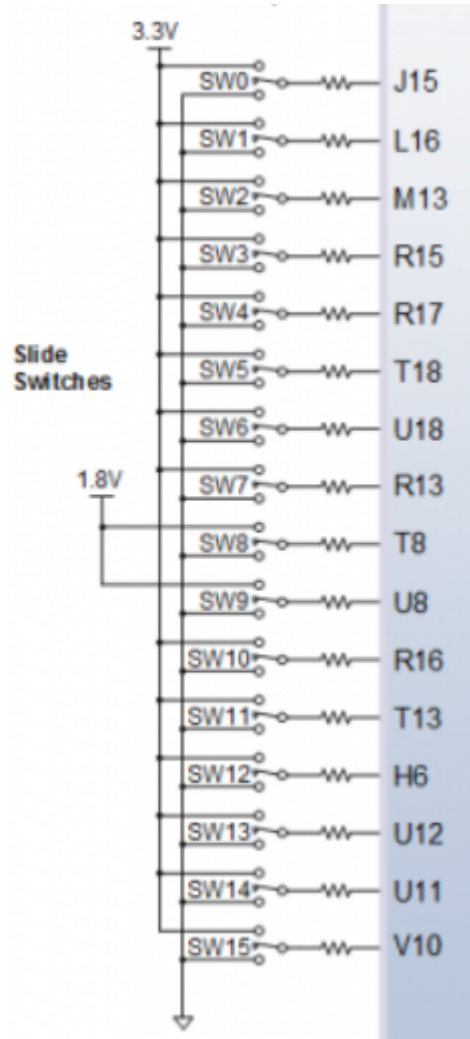 3.3V
SW0 J15
SW1 L16
SW2 M13
SW3 R15
SW4 R17
Slide
Switches
SW5 T18
SW6 U18
1.8V
SW7 R13
SW8 T8
SW9 U8
SW10 R16
SW11 T13
SW12 H6
SW13 U12
SW14 U11
SW15 V10